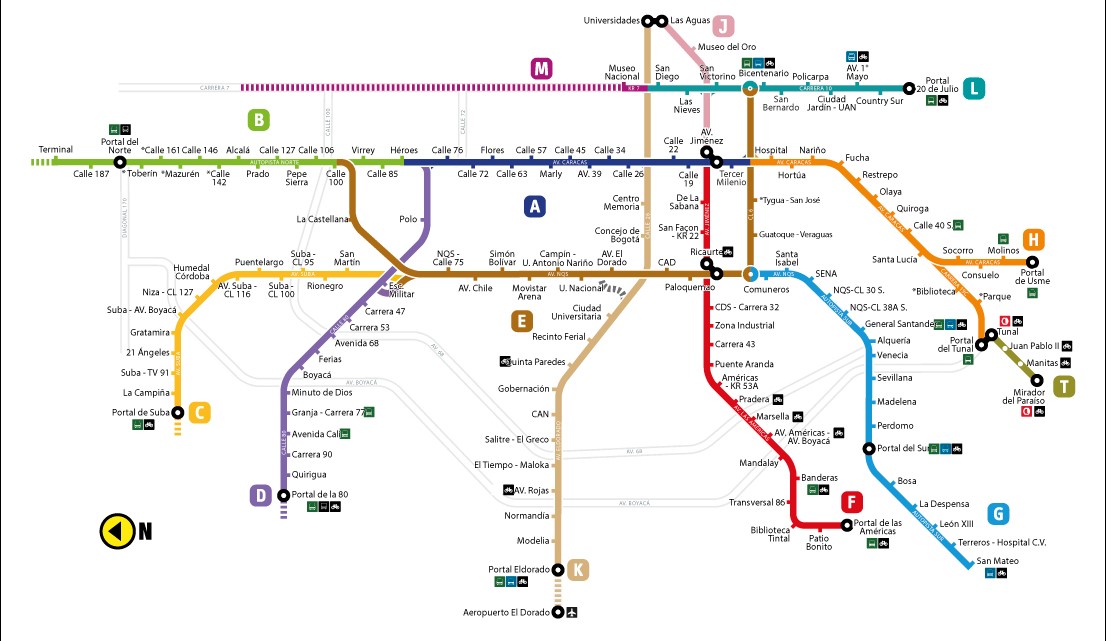 Universidades
Las Aguas
J
Museo del Oro
M
Museo
Nacional
San
Diego
San
Victorino
Bicentenario
Policarpa
AV. 1°
Mayo
Portal
20 de Julio
L
CARRERA 7
KR 7
CARRERA 10
Las
Nieves
San
Bernardo
Ciudad
Jardín - UAN
Country Sur
B
CALLE 100
CALLE 72
Terminal
Portal del
Norte
*Calle 161
Calle 146
Alcalá
Calle 127
Calle 106
Virrey
Héroes
Calle 76
Flores
Calle 57
Calle 45
Calle 34
Calle
22
AV.
Jiménez
Hospital
Nariño
Fucha
AUTOPISTA NORTE
AV. CARACAS
AV. CARACAS
Calle 187
*Toberín
*Mazurén
*Calle
142
Prado
Pepe
Sierra
Calle
100
Calle 85
Calle 72
Calle 63
Marly
AV. 39
Calle 26
Calle
19
Tercer
Milenio
Hortúa
Restrepo
Olaya
Quiroga
Calle 40 S.
AV. CARACAS
A
Centro
Memoria
De La
Sabana
*Tygua - San José
DIAGONAL 170
La Castellana
Polo
CALLE 26
AV. JIMÉNEZ
CL 6
Concejo de
Bogotá
San Façon
- KR 22
Guatoque - Veraguas
Socorro
Molinos
H
Ricaurte
Santa Lucía
AV. CARACAS
Consuelo
Portal
de Usme
Humedal
Córdoba
Puentelargo
Suba -
CL 95
San
Martín
NQS -
Calle 75
Simón
Bolívar
Campín -
U. Antonio Nariño
AV. El
Dorado
CAD
Santa
Isabel
SENA
AV. SUBA
AV. NQS
AV. NQS
Niza - CL 127
AV. Suba -
CL 116
Suba -
CL 100
Rionegro
Esc.
Militar
AV. Chile
Movistar
Arena
U. Nacional
Paloquemao
Comuneros
NQS-CL 30 S.
*Biblioteca
*Parque
Suba - AV. Boyacá
Carrera 47
Ciudad
Universitaria
CDS - Carrera 32
NQS-CL 38A S.
Gratamira
Carrera 53
E
Zona Industrial
General Santander
Tunal
21 Ángeles
Avenida 68
Recinto Ferial
Carrera 43
Alquería
Portal
del Tunal
Juan Pablo II
AV. 68
Venecia
Ferias
Quinta Paredes
Puente Aranda
Manitas
Suba - TV 91
Boyacá
Sevillana
AV. BOYACÁ
Américas
- KR 53A
Mirador
del Paraíso
T
La Campiña
Minuto de Dios
Gobernación
Pradera
Madelena
Portal de Suba
C
Granja - Carrera 77
CAN
Marsella
AV. LAS AMÉRICAS
Perdomo
Avenida Cali
Salitre - El Greco
AV. Américas -
AV. Boyacá
Portal del Sur
Carrera 90
AV. 68
El Tiempo - Maloka
Mandalay
Quirigua
Banderas
Bosa
D
Portal de la 80
AV. Rojas
AV. BOYACÁ
Transversal 86
F
La Despensa
G
N
Normandía
Biblioteca
Tintal
Patio
Bonito
Portal de las
Américas
León XIII
AUTOPISTA SUR
Modelia
Terreros - Hospital C.V.
San Mateo
Portal Eldorado
K
Aeropuerto El Dorado